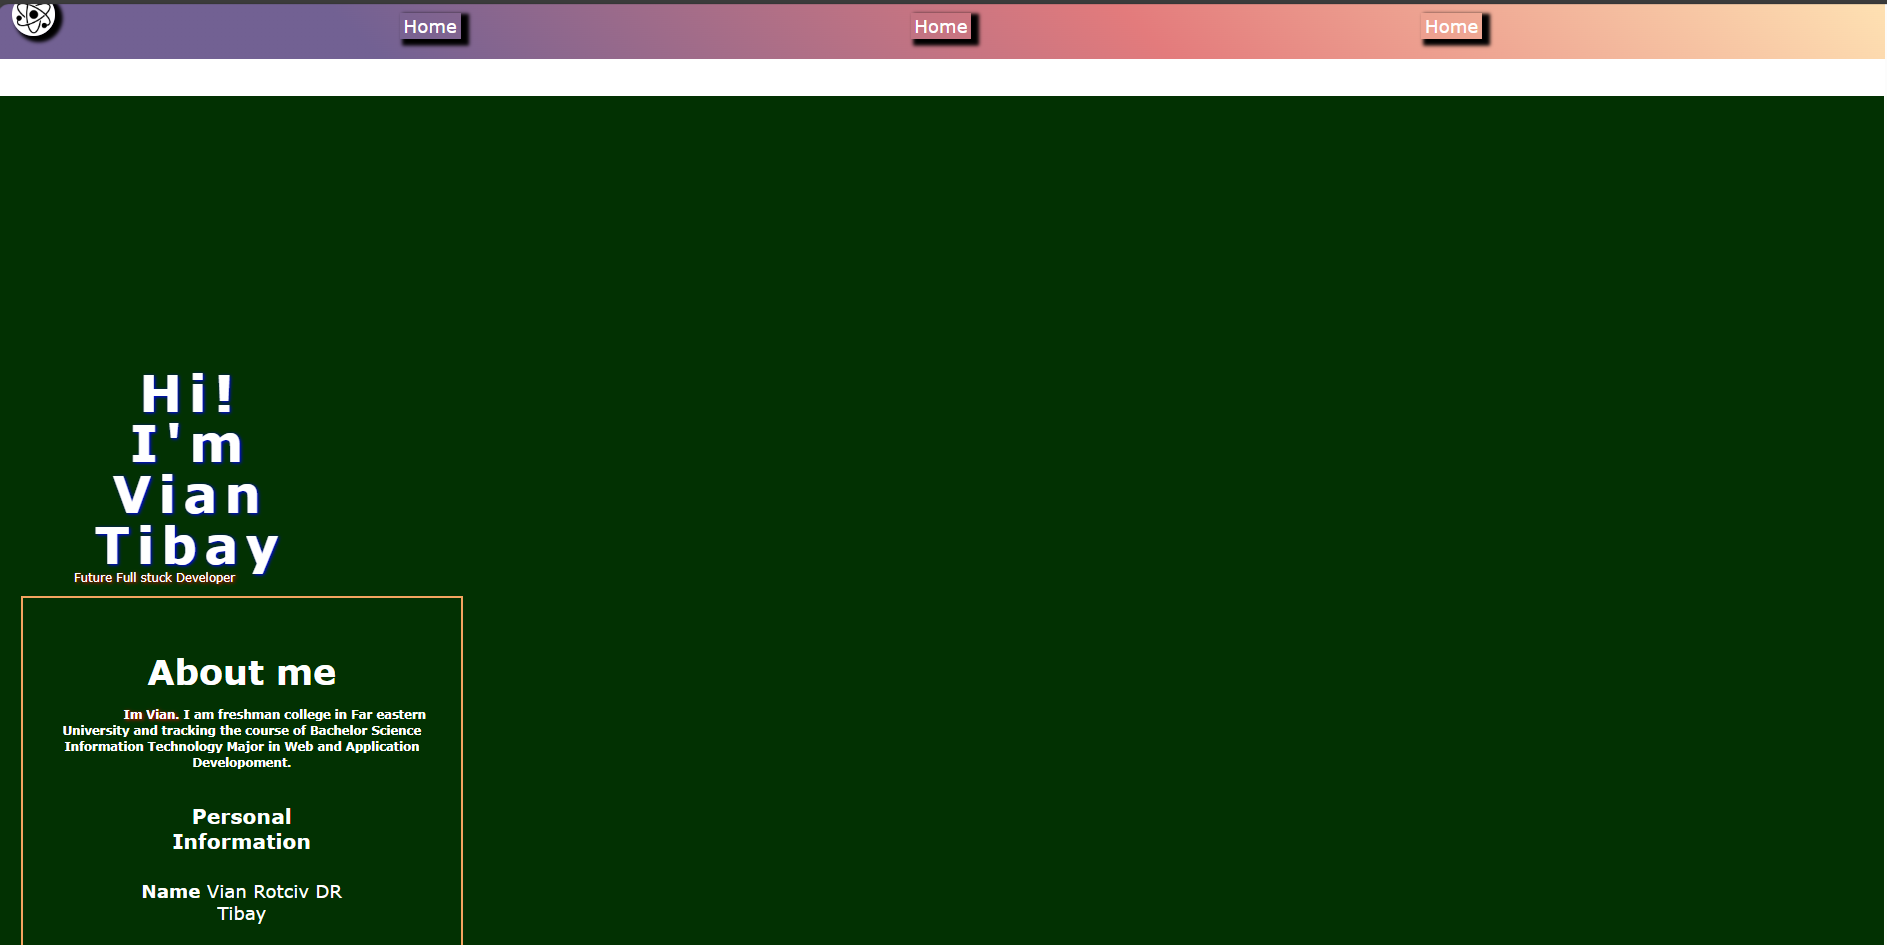 Home Home Home
Hi!
I'm
Vian
Tibay
Future Full stuck Developer
About me
Im Vian. I am freshman college in Far eastern
University and tracking the course of Bachelor Science
Information Technology Major in Web and Application
Developoment.
Personal
Information
Name Vian Rotciv DR
Tibay